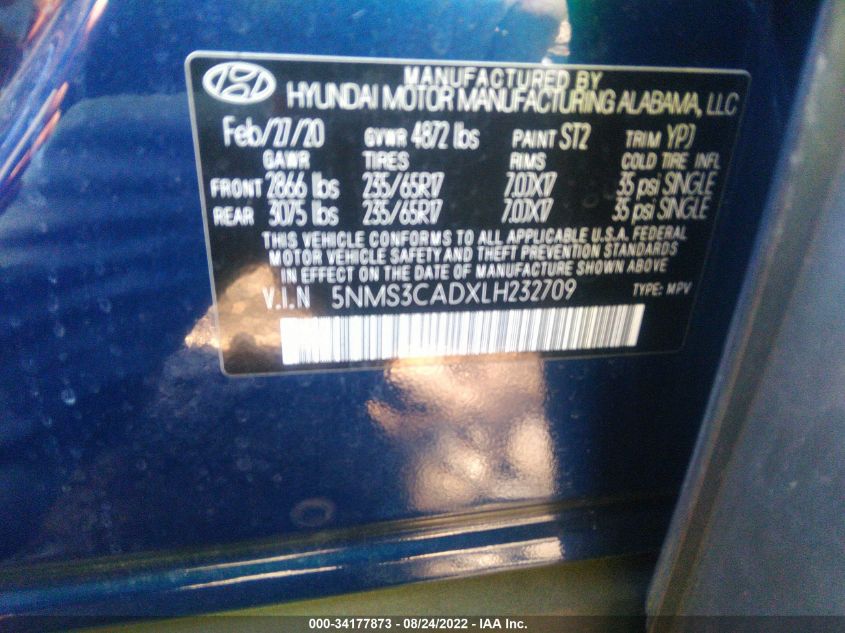 MANUFACTURED BY
HYUNDAI MOTOR MANUFACTURING ALABAMA, LLC
Feb/27/20 GVWR 4872 lbs PAINT ST2 TRIM YPJ
GAWR TIRES RIMS COLD TIRE INFL
FRONT 2866 lbs 235/65R17 7.0JX17 35 psi SINGLE
REAR 3075 lbs 235/65R17 7.0JX17 35 psi SINGLE
THIS VEHICLE CONFORMS TO ALL APPLICABLE U.S.A. FEDERAL
MOTOR VEHICLE SAFETY AND THEFT PREVENTION STANDARDS
IN EFFECT ON THE DATE OF MANUFACTURE SHOWN ABOVE.
V.I.N 5NMS3CADXLH232709 TYPE: MPV
000-34177873 - 08/24/2022 - IAA Inc.